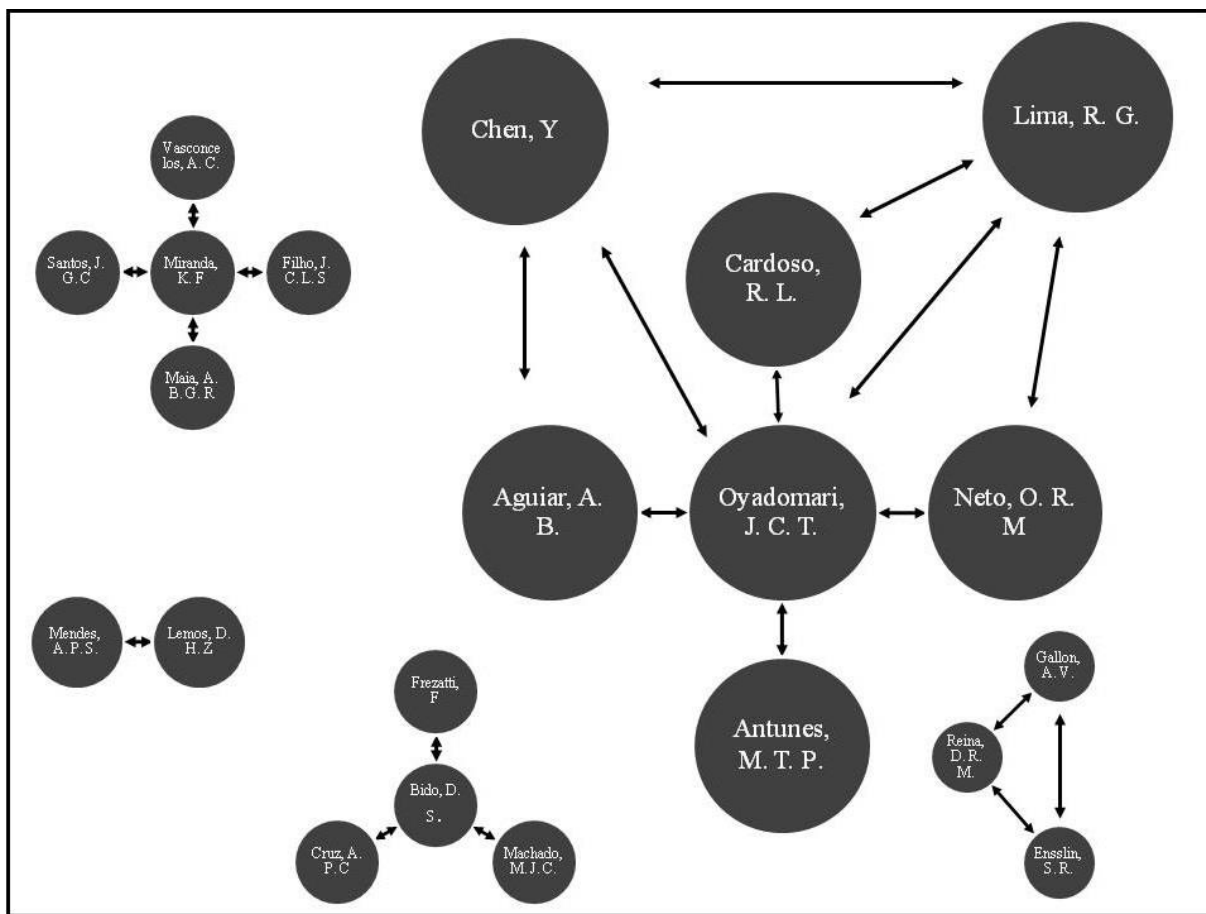 Chen, Y
Lima, R. G.
Vasconce
los, A. C.
Santos, J.
G. C
Miranda,
K. F
Filho, J.
C. L. S
Cardoso,
R. L.
Maia, A.
B. G. R
Aguiar, A.
B.
Oyadomari,
J. C. T.
Neto, O. R.
M
Mendes,
A. P. S.
Lemos, D.
H. Z
Frezatti,
F
Antunes,
M. T. P.
Gallon,
A. V.
Reina,
D. R.
M.
Bido, D.
S.
Cruz, A.
P. C
Machado,
M. J. C.
Ensslin,
S. R.